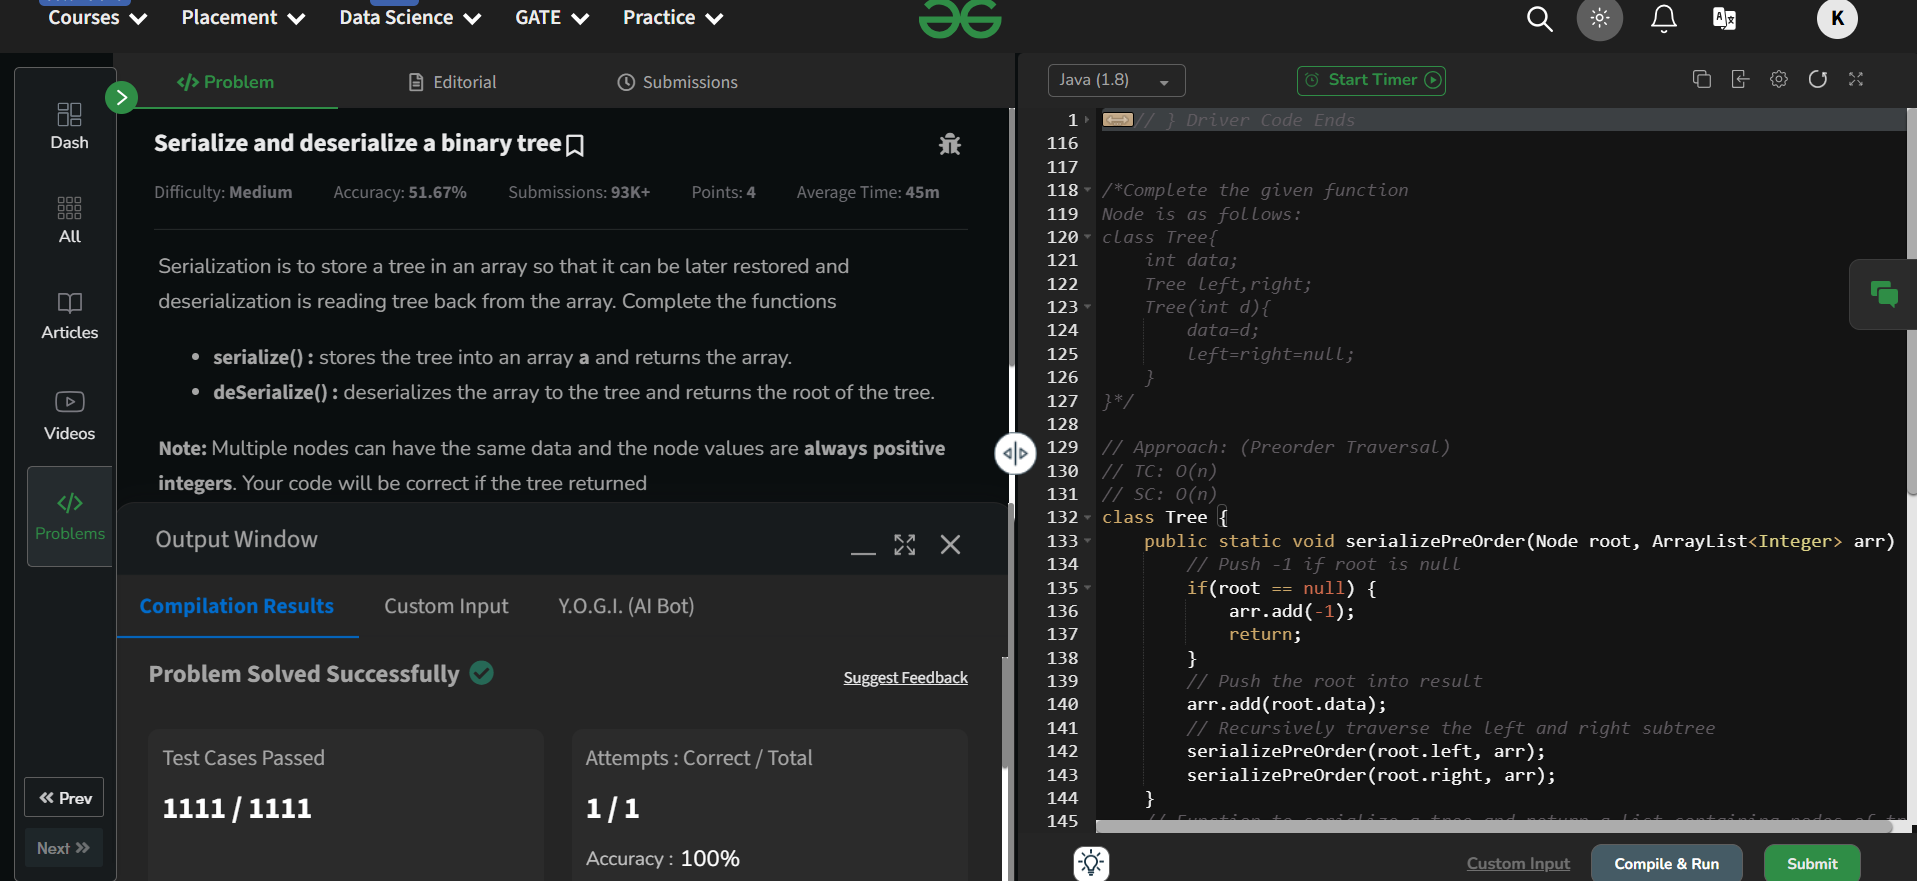 Courses
Placement
Data Science
GATE
Practice
K
Dash
All
Articles
Videos
Problems
Prev
Next
Problem
Editorial
Submissions
Serialize and deserialize a binary tree
Difficulty: Medium Accuracy: 51.67% Submissions: 93K+ Points: 4 Average Time: 45m
Serialization is to store a tree in an array so that it can be later restored and
deserialization is reading tree back from the array. Complete the functions
• serialize() : stores the tree into an array a and returns the array.
• deSerialize() : deserializes the array to the tree and returns the root of the tree.
Note: Multiple nodes can have the same data and the node values are always positive
integers. Your code will be correct if the tree returned
Output Window
Compilation Results
Custom Input
Y.O.G.I. (AI Bot)
Problem Solved Successfully
Suggest Feedback
Test Cases Passed
1111 / 1111
Attempts : Correct / Total
1 / 1
Accuracy : 100%
Java (1.8)
Start Timer
1 // } Driver Code Ends
116
117
118 /*Complete the given function
119 Node is as follows:
120 class Tree{
121 int data;
122 Tree left,right;
123 Tree(int d){
124 data=d;
125 left=right=null;
126 }
127 }*/
128
129 // Approach: (Preorder Traversal)
130 // TC: O(n)
131 // SC: O(n)
132 class Tree {
133 public static void serializePreOrder(Node root, ArrayList<Integer> arr)
134 // Push -1 if root is null
135 if(root == null) {
136 arr.add(-1);
137 return;
138 }
139 // Push the root into result
140 arr.add(root.data);
141 // Recursively traverse the left and right subtree
142 serializePreOrder(root.left, arr);
143 serializePreOrder(root.right, arr);
144 }
145 // Function to serialize a tree and return a list containing nodes of
Custom Input
Compile & Run
Submit